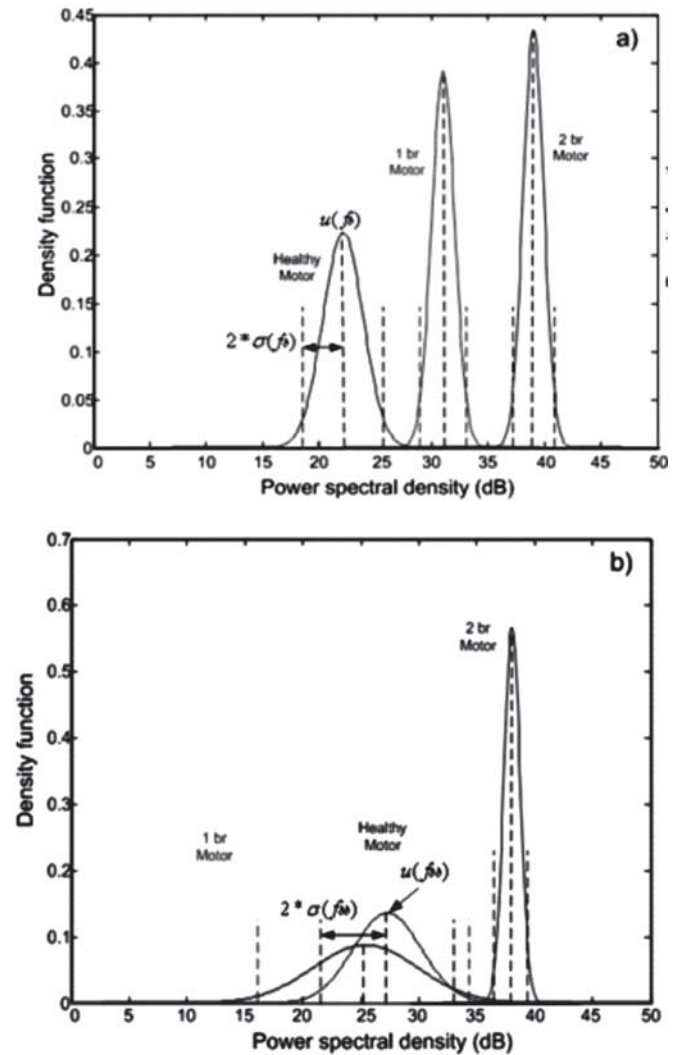 a)
0.45
0.4
0.35
0.3
0.25
0.2
0.15
0.1
0.05
0
Density function
1 br
Motor
2 br
Motor
u(fb)
Healthy
Motor
2*σ(fb)
0 5 10 15 20 25 30 35 40 45 50
Power spectral density (dB)
b)
0.7
0.6
0.5
0.4
0.3
0.2
0.1
0
Density function
2 br
Motor
1 br
Motor
Healthy
Motor
u(fbb)
2*σ(fbb)
0 5 10 15 20 25 30 35 40 45 50
Power spectral density (dB)